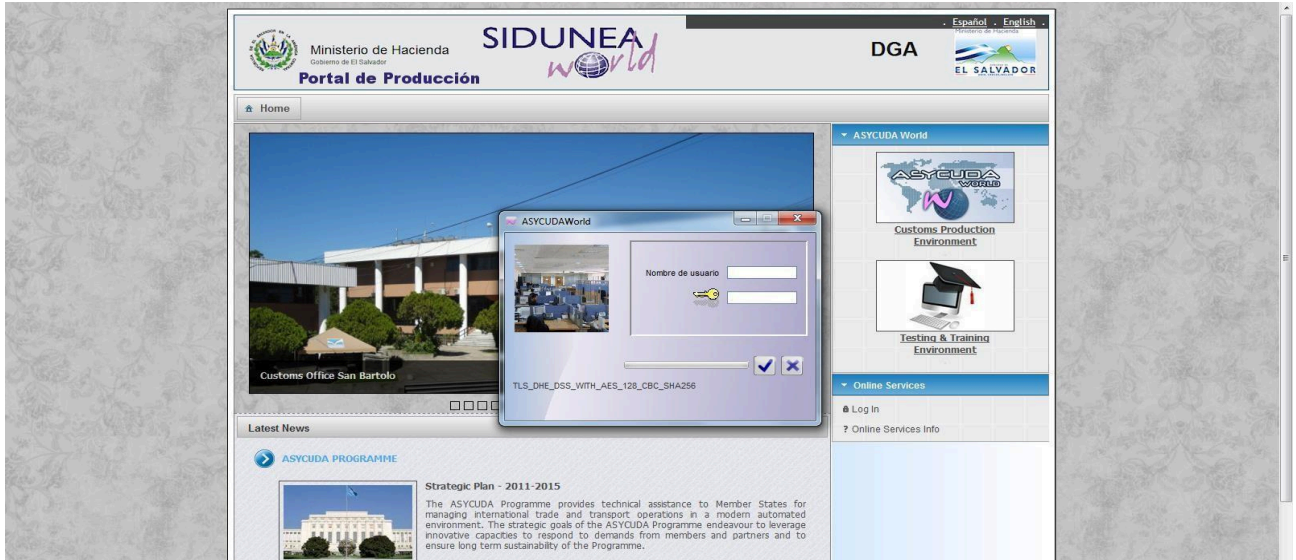 . Español . English .
Ministerio de Hacienda
Gobierno de El Salvador
Portal de Producción
SIDUNEA
world
DGA
Ministerio de Hacienda
EL SALVADOR
Home
Customs Office San Bartolo
ASYCUDAWorld
Nombre de usuario
TLS_DHE_DSS_WITH_AES_128_CBC_SHA256
ASYCUDA World
ASYCUDA
WORLD
Customs Production
Environment
Testing & Training
Environment
Online Services
Log In
? Online Services Info
Latest News
ASYCUDA PROGRAMME
Strategic Plan - 2011-2015
The ASYCUDA Programme provides technical assistance to Member States for
managing international trade and transport operations in a modern automated
environment. The strategic goals of the ASYCUDA Programme endeavour to leverage
innovative capacities to respond to demands from members and partners and to
ensure long term sustainability of the Programme.